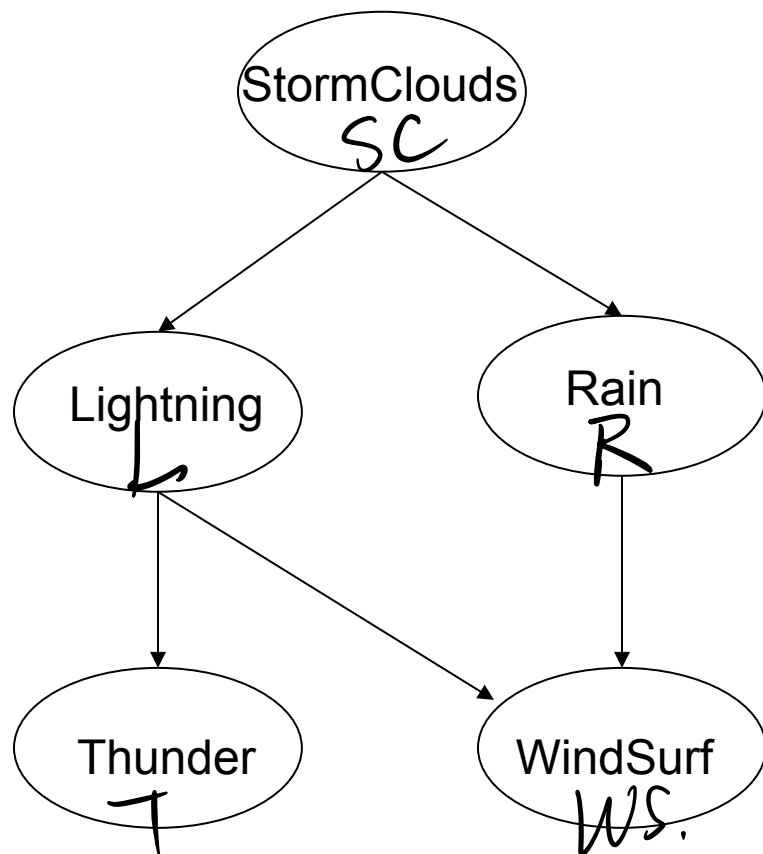 StormClouds
SC
Lightning
L
Rain
R
Thunder
T
WindSurf
WS.